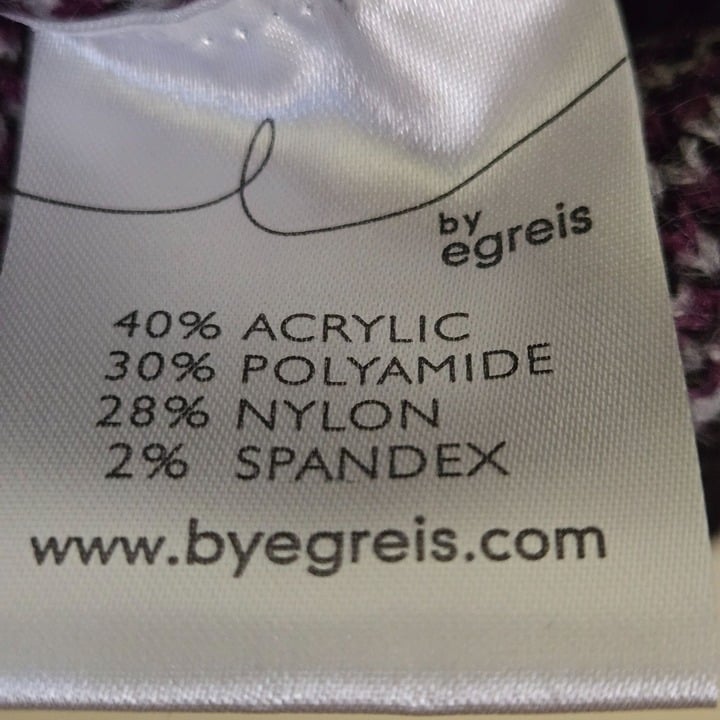 by
egreis
40% ACRYLIC
30% POLYAMIDE
28% NYLON
2% SPANDEX
www.byegreis.com